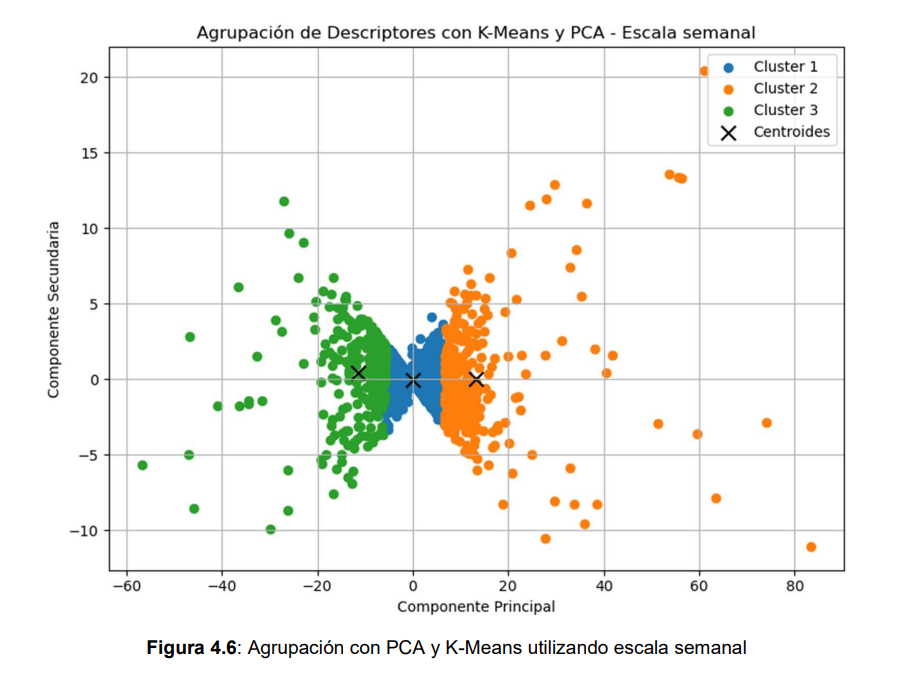 Agrupación de Descriptores con K-Means y PCA - Escala semanal
Cluster 1
Cluster 2
Cluster 3
Centroides
Componente Secundaria
20
15
10
5
0
−5
−10
−60
−40
−20
0
20
40
60
80
Componente Principal
Figura 4.6: Agrupación con PCA y K-Means utilizando escala semanal